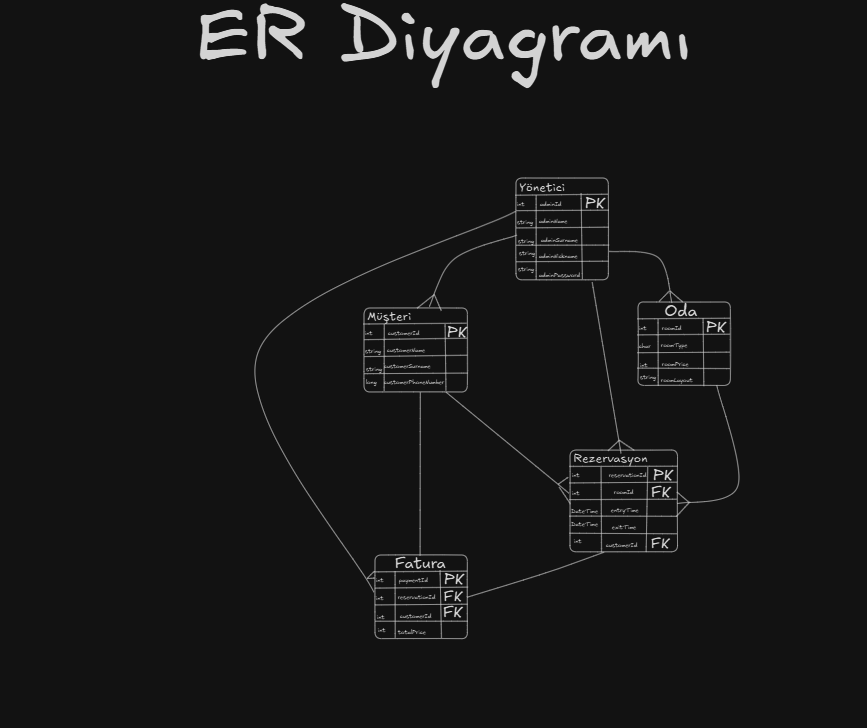 ER Diyagramı
Yönetici
int adminId PK
string adminName
string adminSurname
string adminNickname
string adminPassword
Müşteri
int customerId PK
string customerName
string customerSurname
long customerPhoneNumber
Oda
int roomId PK
char roomType
int roomPrice
string roomLayout
Rezervasyon
int reservationId PK
int roomId FK
DateTime entryTime
DateTime exitTime
int customerId FK
Fatura
int paymentId PK
int reservationId FK
int customerId FK
int totalPrice